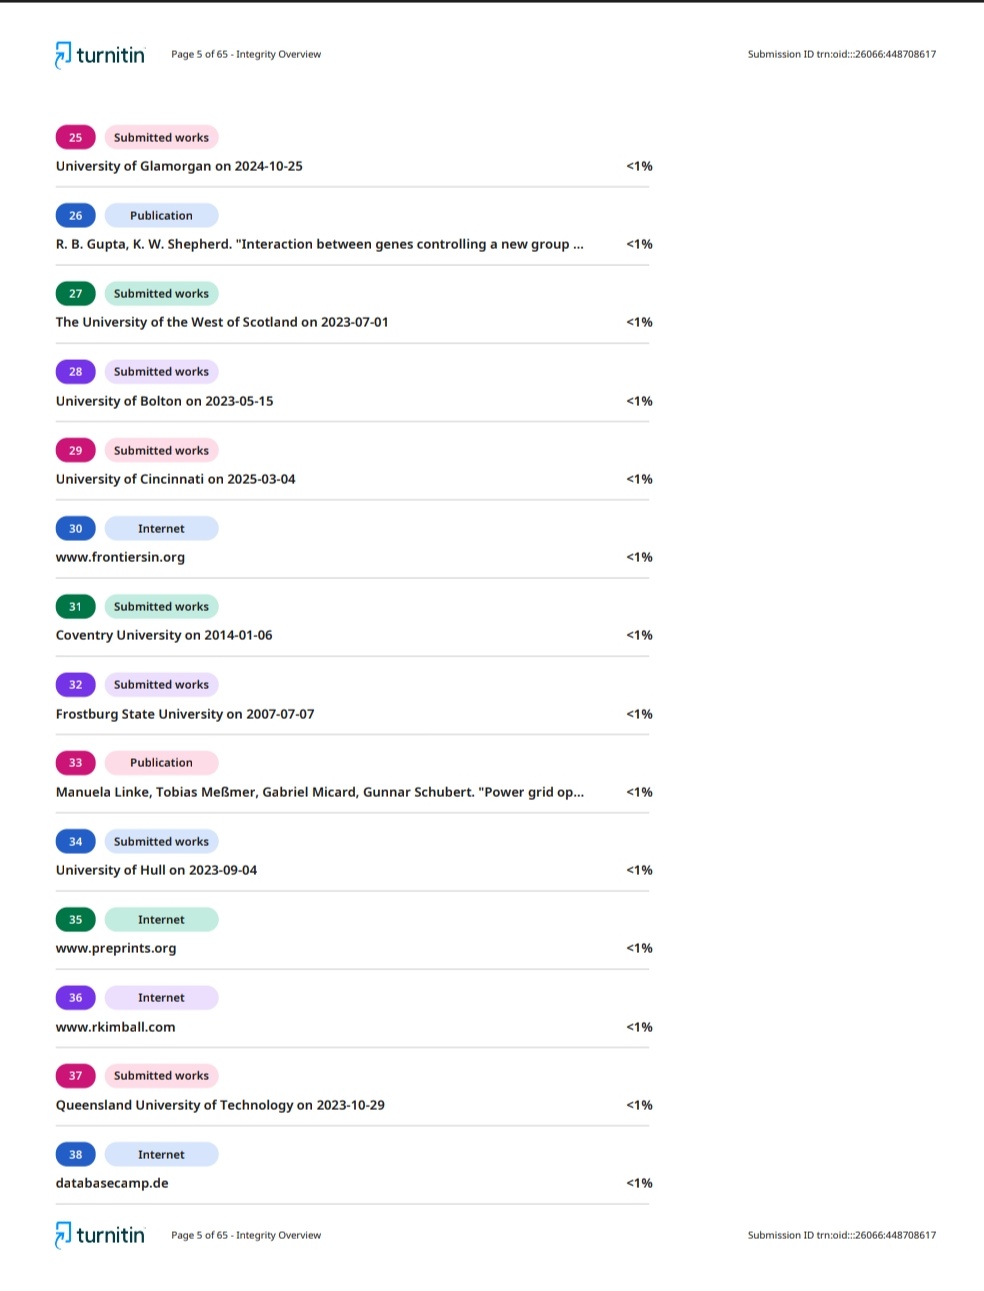 turnitin Page 5 of 65 - Integrity Overview Submission ID trn:oid:::26066:448708617
25 Submitted works
University of Glamorgan on 2024-10-25 <1%
26 Publication
R. B. Gupta, K. W. Shepherd. "Interaction between genes controlling a new group ... <1%
27 Submitted works
The University of the West of Scotland on 2023-07-01 <1%
28 Submitted works
University of Bolton on 2023-05-15 <1%
29 Submitted works
University of Cincinnati on 2025-03-04 <1%
30 Internet
www.frontiersin.org <1%
31 Submitted works
Coventry University on 2014-01-06 <1%
32 Submitted works
Frostburg State University on 2007-07-07 <1%
33 Publication
Manuela Linke, Tobias Meßmer, Gabriel Micard, Gunnar Schubert. "Power grid op... <1%
34 Submitted works
University of Hull on 2023-09-04 <1%
35 Internet
www.preprints.org <1%
36 Internet
www.rkimball.com <1%
37 Submitted works
Queensland University of Technology on 2023-10-29 <1%
38 Internet
databasecamp.de <1%
turnitin Page 5 of 65 - Integrity Overview Submission ID trn:oid:::26066:448708617